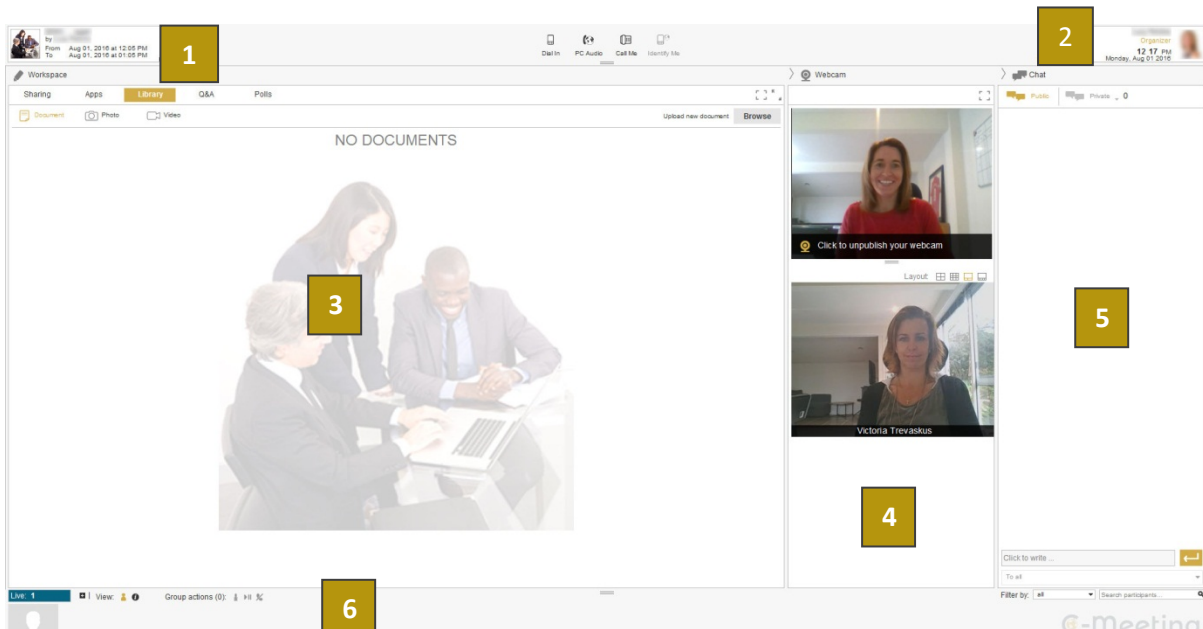 1
by
From Aug 01, 2016 at 12:05 PM
To Aug 01, 2016 at 01:05 PM
Dial In PC Audio Call Me Identify Me
2
Organizer
12 17 PM
Monday, Aug 01 2016
Workspace
Sharing Apps Library Q&A Polls
Document Photo Video
Upload new document Browse
NO DOCUMENTS
3
Webcam
Click to unpublish your webcam
Layout
Victoria Trevaskus
4
Chat
Public Private 0
5
Click to write ...
To all
Live: 1 View: Group actions (0):
6
Filter by: all Search participants...
C-Meeting